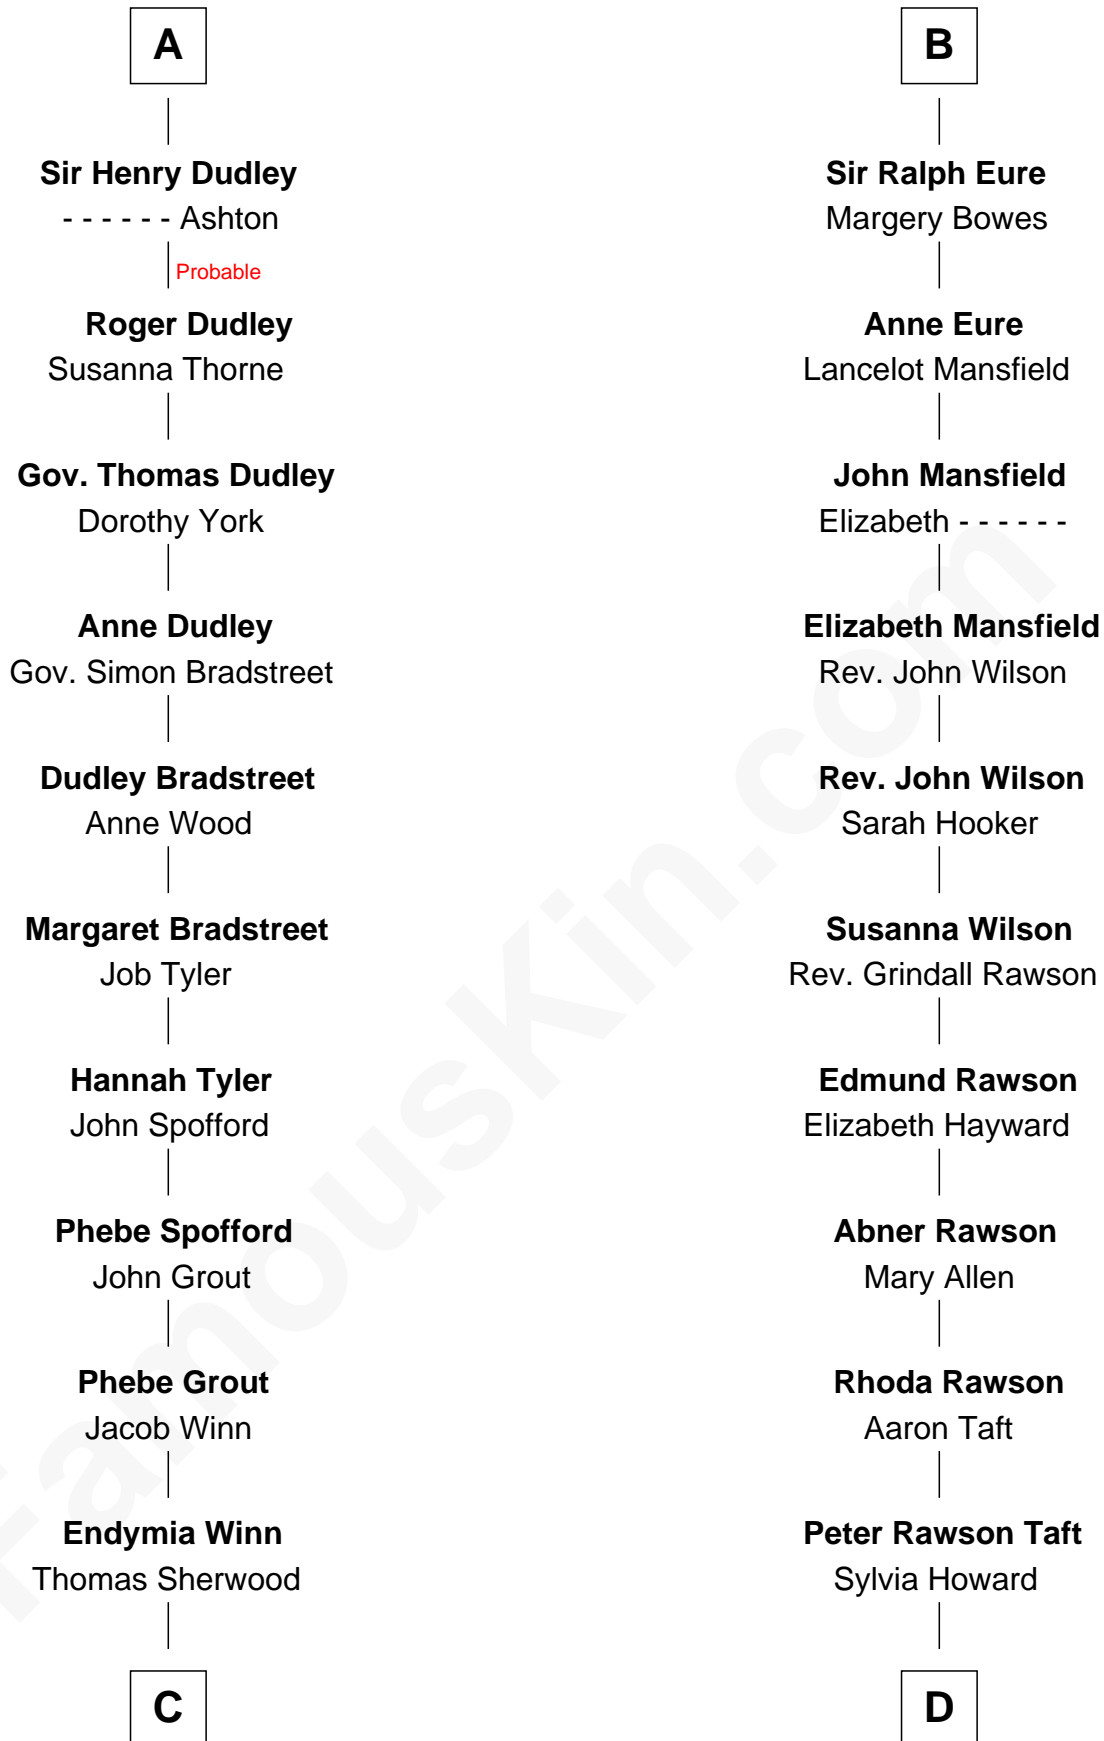 A
Sir Henry Dudley
- - - - - - Ashton
Probable
Roger Dudley
Susanna Thorne
Gov. Thomas Dudley
Dorothy York
Anne Dudley
Gov. Simon Bradstreet
Dudley Bradstreet
Anne Wood
Margaret Bradstreet
Job Tyler
Hannah Tyler
John Spofford
Phebe Spofford
John Grout
Phebe Grout
Jacob Winn
Endymia Winn
Thomas Sherwood
C
B
Sir Ralph Eure
Margery Bowes
Anne Eure
Lancelot Mansfield
John Mansfield
Elizabeth - - - - - -
Elizabeth Mansfield
Rev. John Wilson
Rev. John Wilson
Sarah Hooker
Susanna Wilson
Rev. Grindall Rawson
Edmund Rawson
Elizabeth Hayward
Abner Rawson
Mary Allen
Rhoda Rawson
Aaron Taft
Peter Rawson Taft
Sylvia Howard
D
FamousKin.com